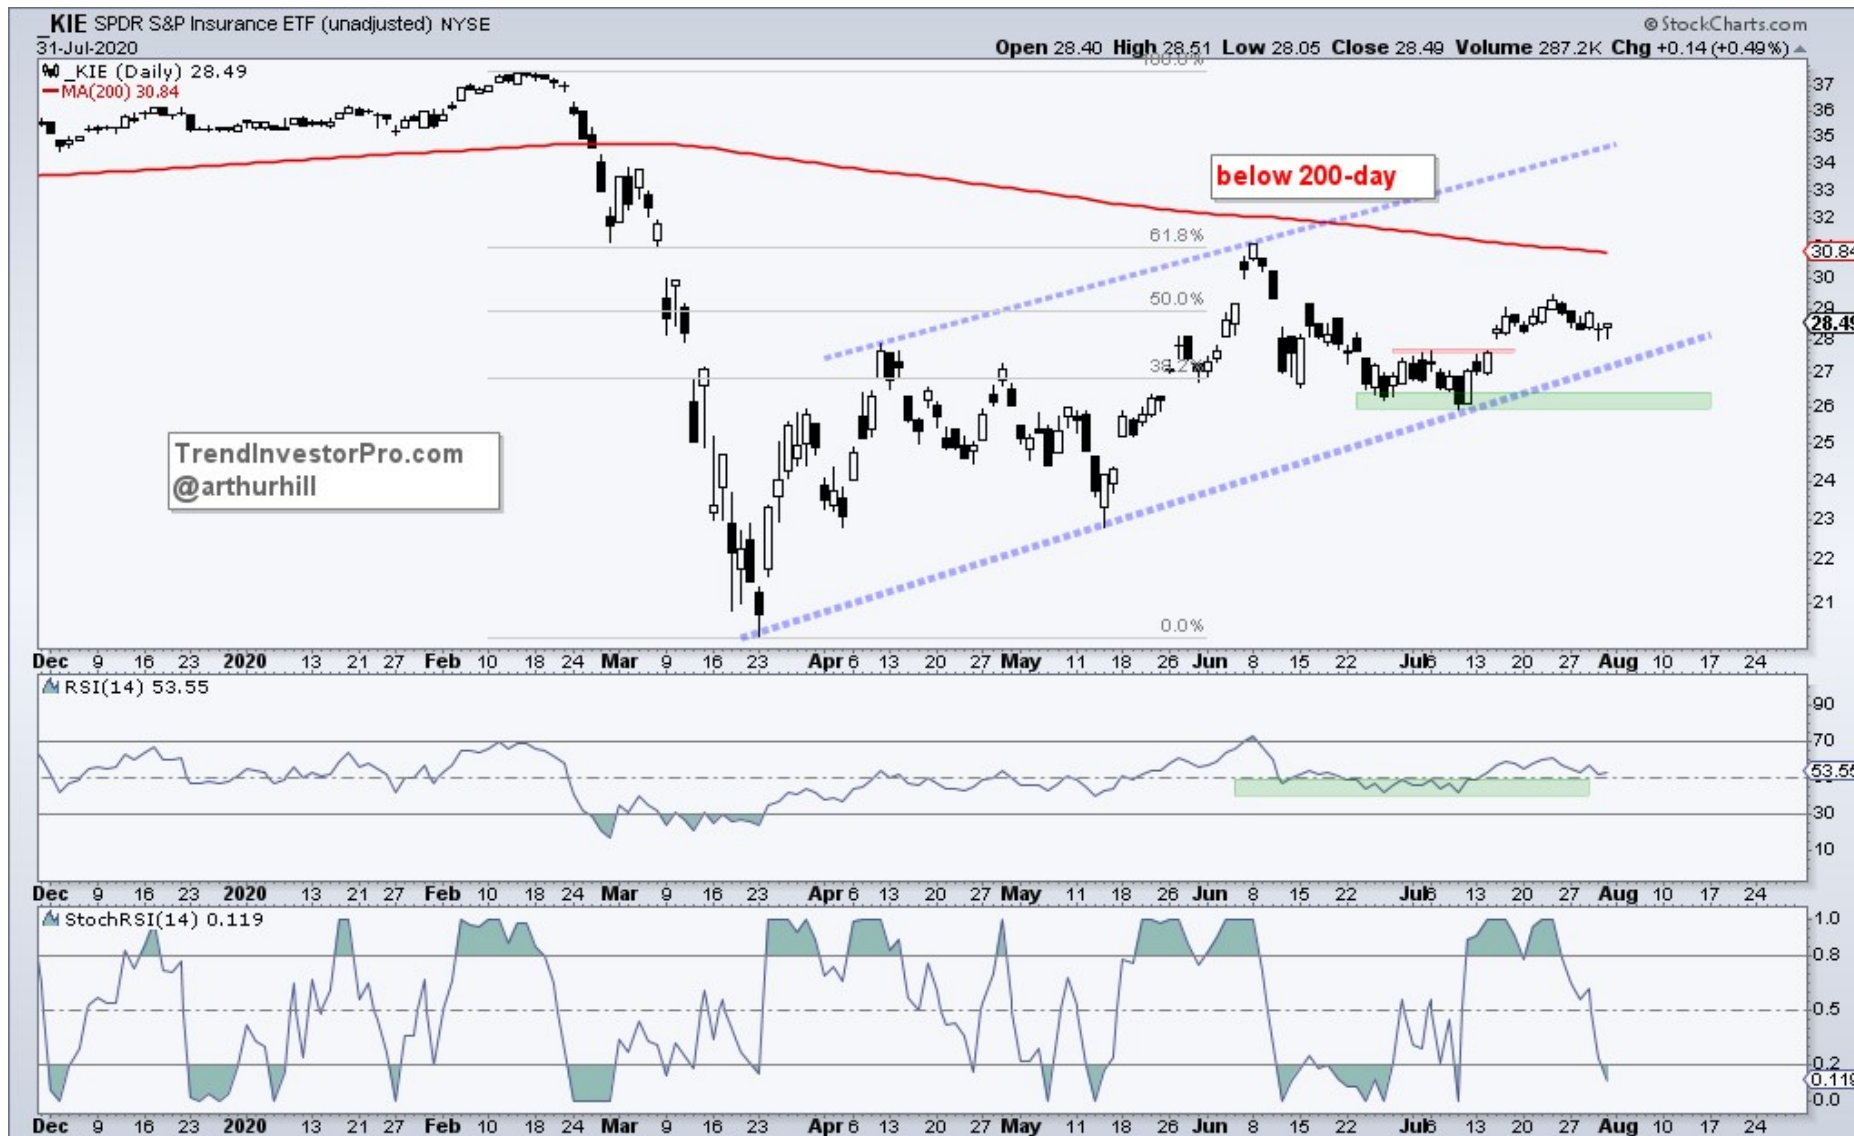 _KIE SPDR S&P Insurance ETF (unadjusted) NYSE
© StockCharts.com
31-Jul-2020
Open 28.40 High 28.51 Low 28.05 Close 28.49 Volume 287.2K Chg +0.14 (+0.49%)
_KIE (Daily) 28.49
MA(200) 30.84
100.0%
61.8%
50.0%
38.2%
0.0%
below 200-day
TrendInvestorPro.com
@arthurhill
37
36
35
34
33
32
30.84
30
29
28.49
28
27
26
25
24
23
22
21
Dec 9 16 23 2020 13 21 27 Feb 10 18 24 Mar 9 16 23 Apr 6 13 20 May 11 18 26 Jun 8 15 22 Jul 6 13 20 27 Aug 10 17 24
RSI(14) 53.55
90
70
53.55
30
10
Dec 9 16 23 2020 13 21 27 Feb 10 18 24 Mar 9 16 23 Apr 6 13 20 May 11 18 26 Jun 8 15 22 Jul 6 13 20 27 Aug 10 17 24
StochRSI(14) 0.119
1.0
0.8
0.5
0.2
0.119
0.0
Dec 9 16 23 2020 13 21 27 Feb 10 18 24 Mar 9 16 23 Apr 6 13 20 May 11 18 26 Jun 8 15 22 Jul 6 13 20 27 Aug 10 17 24